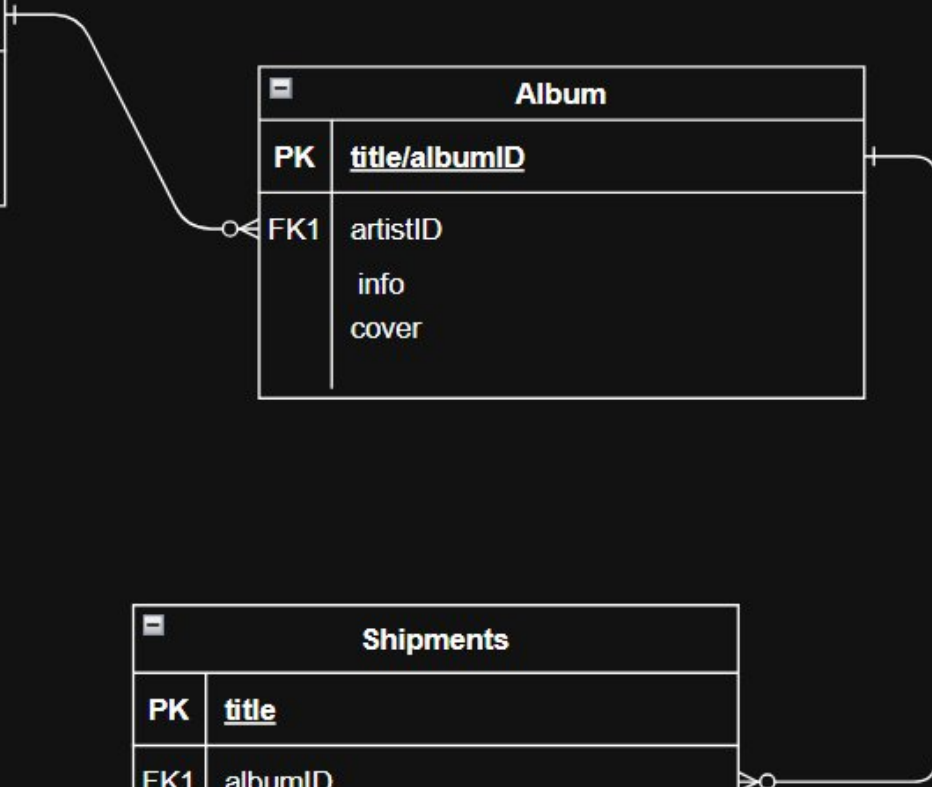 Album
PK title/albumID
FK1 artistID
info
cover
Shipments
PK title
FK1 albumID